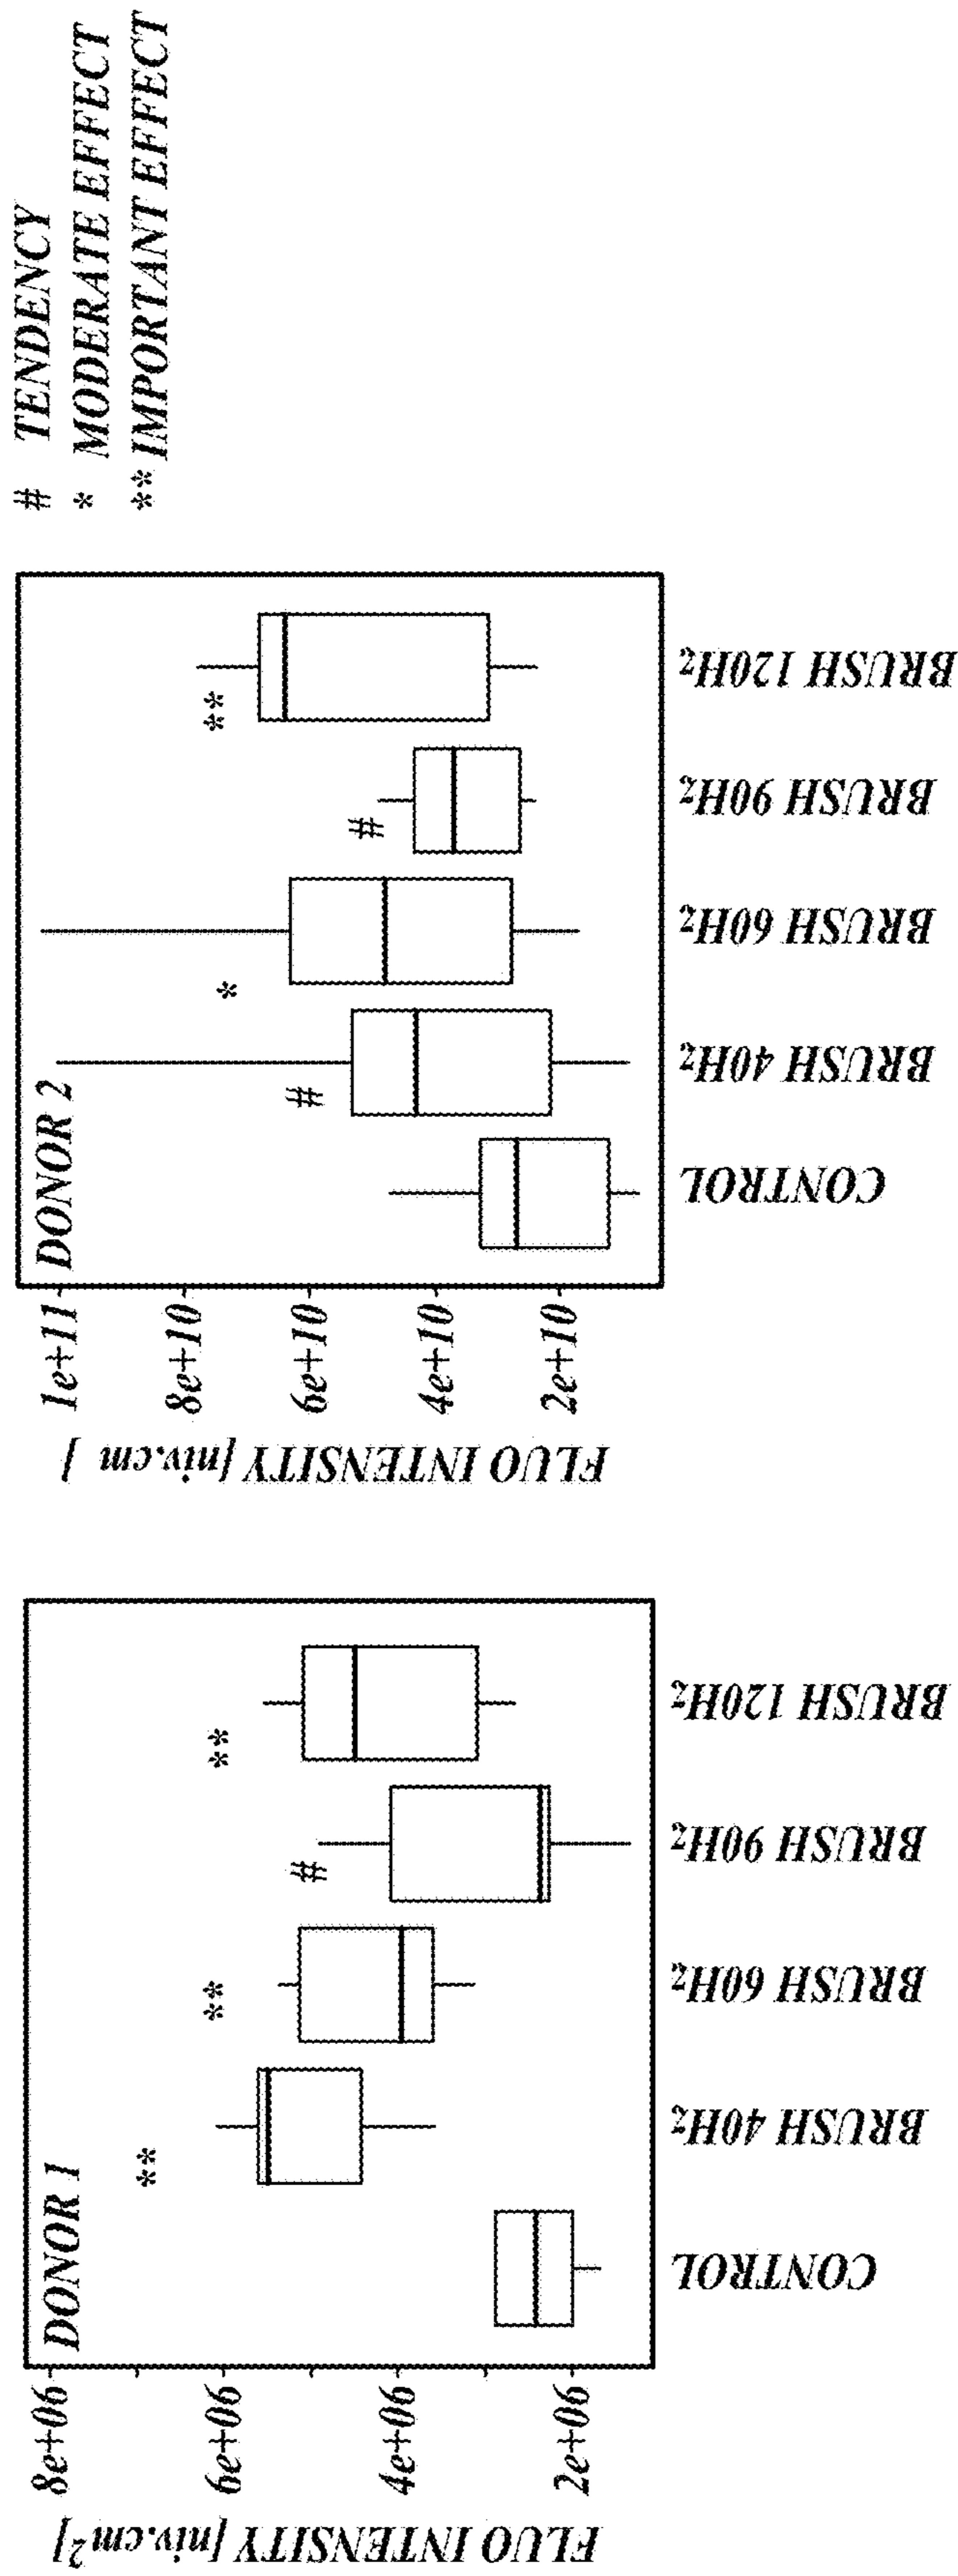 DONOR 1
FLUO INTENSITY [niv.cm2]
8e+06
6e+06
4e+06
2e+06
**
**
#
**
CONTROL
BRUSH 40Hz
BRUSH 60Hz
BRUSH 90Hz
BRUSH 120Hz
DONOR 2
FLUO INTENSITY [niv.cm ]
1e+11
8e+10
6e+10
4e+10
2e+10
#
*
#
**
CONTROL
BRUSH 40Hz
BRUSH 60Hz
BRUSH 90Hz
BRUSH 120Hz
# TENDENCY
* MODERATE EFFECT
** IMPORTANT EFFECT